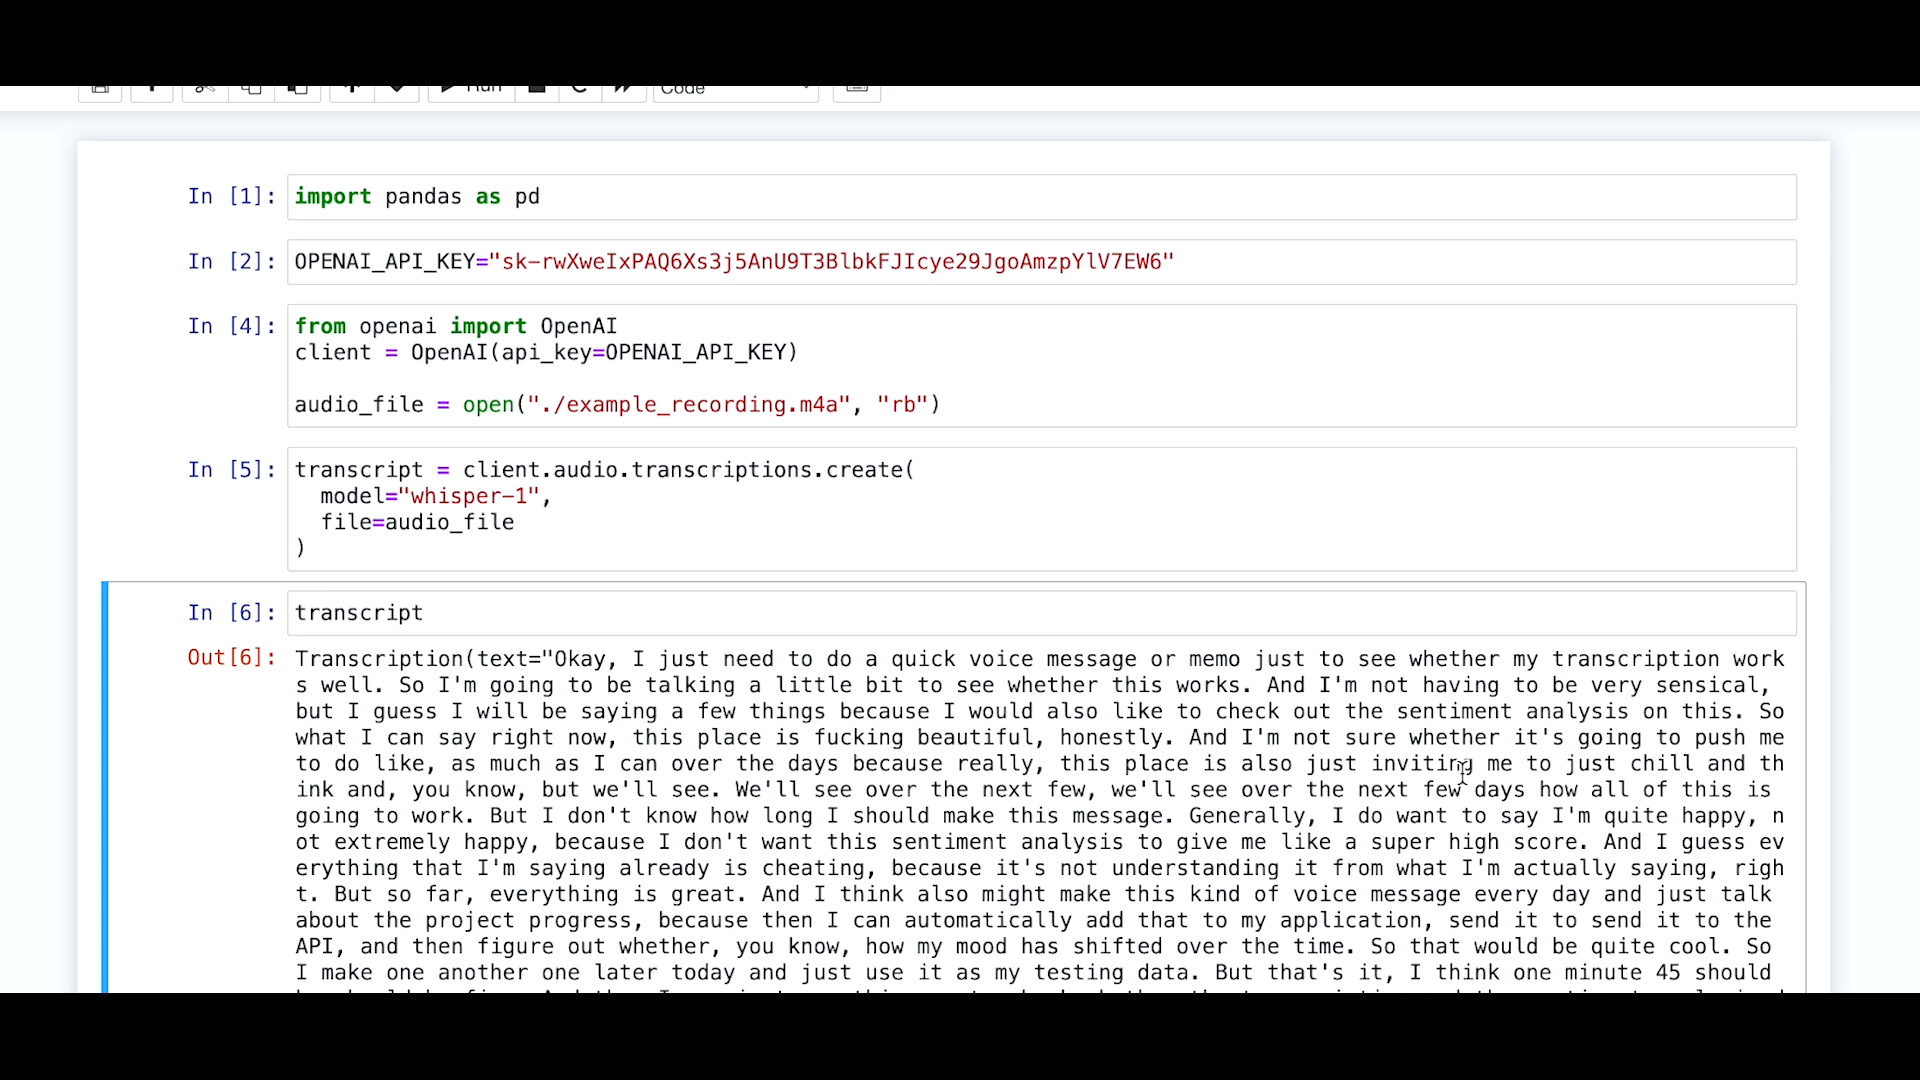 Run
Code
In [1]: import pandas as pd
In [2]: OPENAI_API_KEY="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"
In [4]: from openai import OpenAI
client = OpenAI(api_key=OPENAI_API_KEY)
audio_file = open("./example_recording.m4a", "rb")
In [5]: transcript = client.audio.transcriptions.create(
model="whisper-1",
file=audio_file
)
In [6]: transcript
Out[6]: Transcription(text="Okay, I just need to do a quick voice message or memo just to see whether my transcription work
s well. So I'm going to be talking a little bit to see whether this works. And I'm not having to be very sensical,
but I guess I will be saying a few things because I would also like to check out the sentiment analysis on this. So
what I can say right now, this place is fucking beautiful, honestly. And I'm not sure whether it's going to push me
to do like, as much as I can over the days because really, this place is also just inviting me to just chill and th
ink and, you know, but we'll see. We'll see over the next few, we'll see over the next few days how all of this is
going to work. But I don't know how long I should make this message. Generally, I do want to say I'm quite happy, n
ot extremely happy, because I don't want this sentiment analysis to give me like a super high score. And I guess ev
erything that I'm saying already is cheating, because it's not understanding it from what I'm actually saying, righ
t. But so far, everything is great. And I think also might make this kind of voice message every day and just talk
about the project progress, because then I can automatically add that to my application, send it to send it to the
API, and then figure out whether, you know, how my mood has shifted over the time. So that would be quite cool. So
I make one another one later today and just use it as my testing data. But that's it, I think one minute 45 should